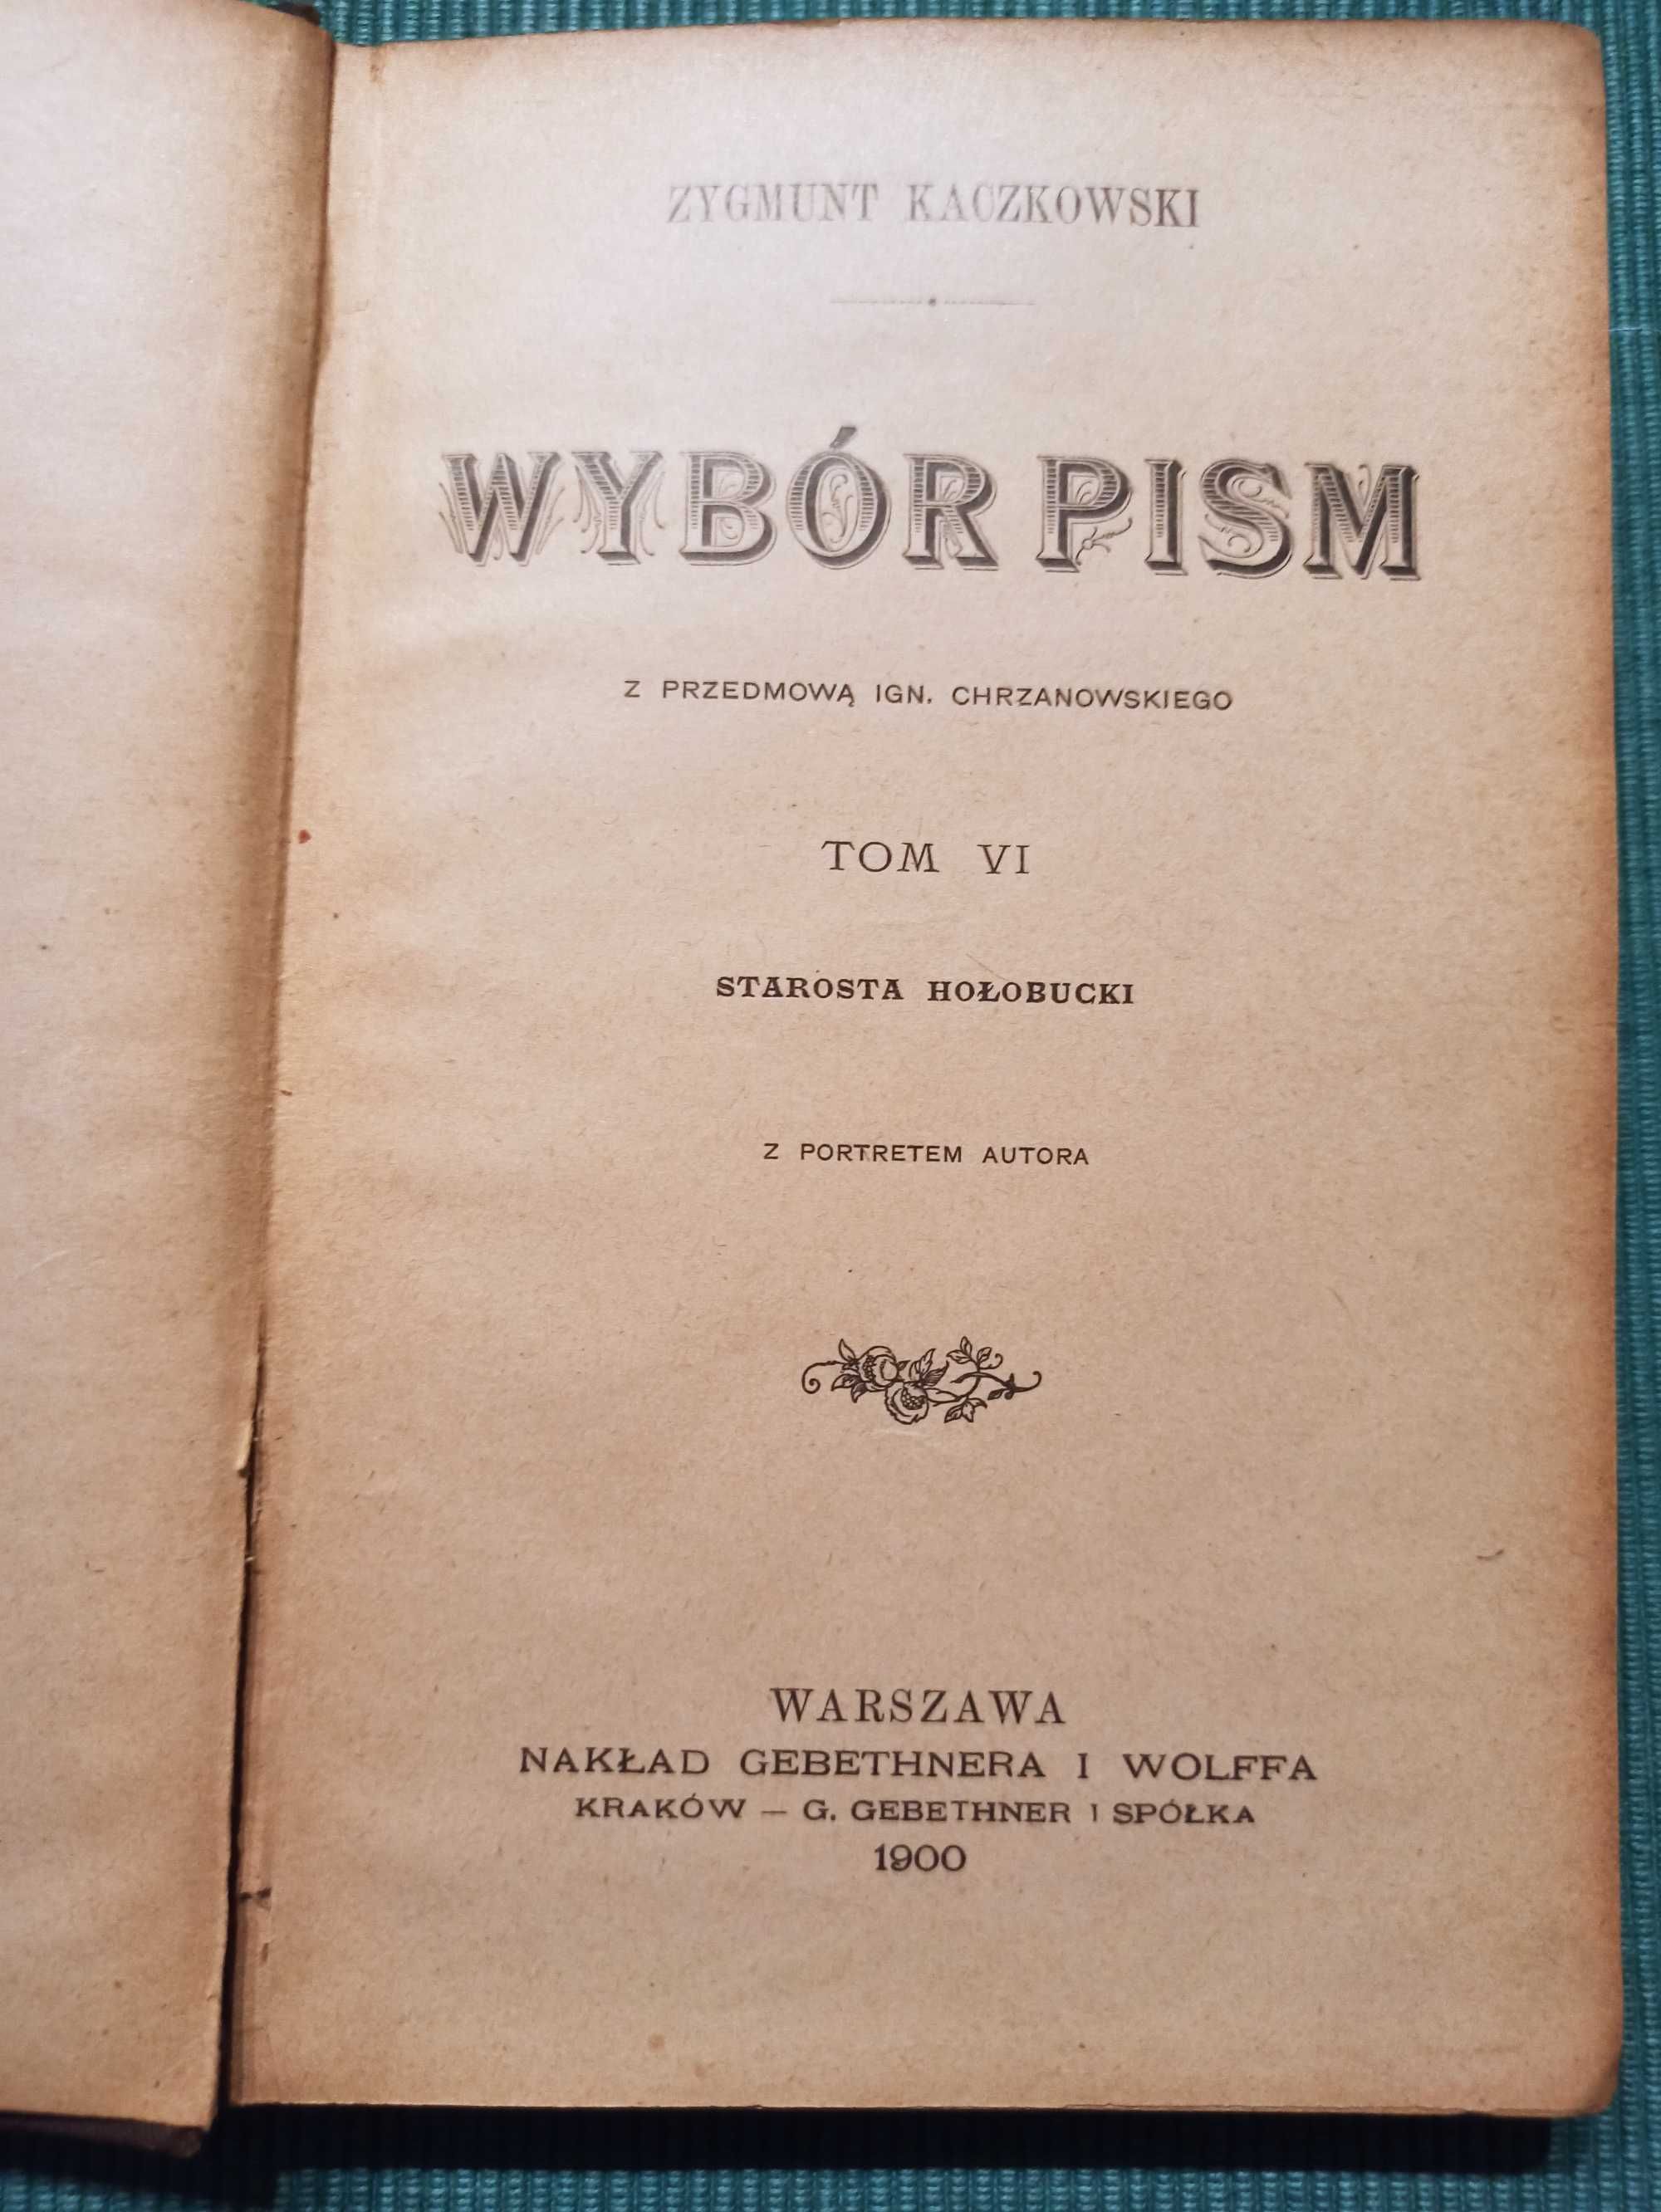 ZYGMUNT KACZKOWSKI
WYBÓR PISM
Z PRZEDMOWĄ IGN. CHRZANOWSKIEGO
TOM VI
STAROSTA HOŁOBUCKI
Z PORTRETEM AUTORA
WARSZAWA
NAKŁAD GEBETHNERA I WOLFFA
KRAKÓW — G. GEBETHNER I SPÓŁKA
1900